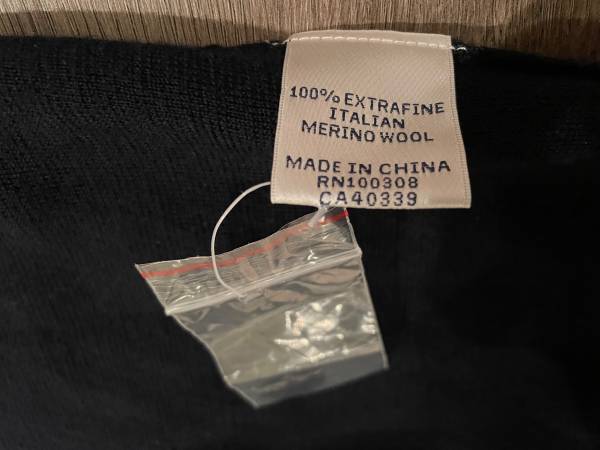 100% EXTRAFINE
ITALIAN
MERINO WOOL
MADE IN CHINA
RN100308
CA40339